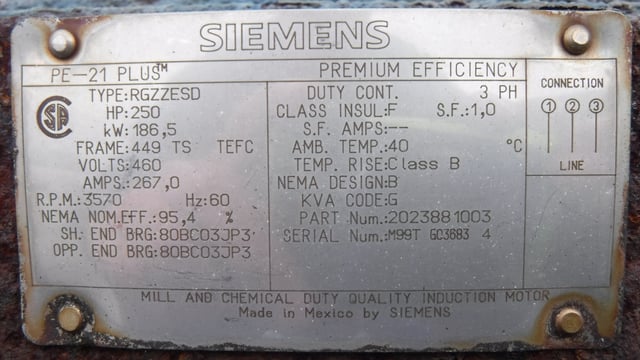 SIEMENS
PE-21 PLUS™ PREMIUM EFFICIENCY
TYPE:RGZZESD DUTY CONT. 3 PH
HP:250 CLASS INSUL:F S.F.:1,0
kW:186,5 S.F. AMPS:--
FRAME:449 TS TEFC AMB. TEMP.:40 °C
VOLTS:460 TEMP. RISE:Class B
AMPS.:267,0 NEMA DESIGN:B
R.P.M.:3570 Hz:60 KVA CODE:G
NEMA NOM.EFF.:95,4 % PART Num.:2023881003
SH. END BRG:80BC03JP3 SERIAL Num.:M99T GC3683 4
OPP. END BRG:80BC03JP3
CONNECTION
1 2 3
LINE
SA
MILL AND CHEMICAL DUTY QUALITY INDUCTION MOTOR
Made in Mexico by SIEMENS